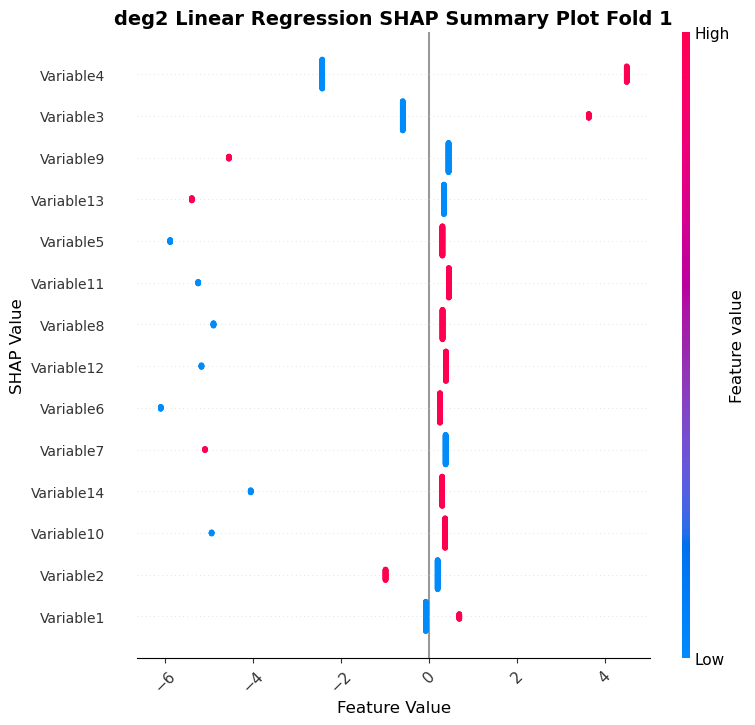 deg2 Linear Regression SHAP Summary Plot Fold 1
High
Variable4
Variable3
Variable9
Variable13
Variable5
Variable11
Variable8
Variable12
Variable6
Variable7
Variable14
Variable10
Variable2
Variable1
SHAP Value
Feature value
Low
−6
−4
−2
0
2
4
Feature Value